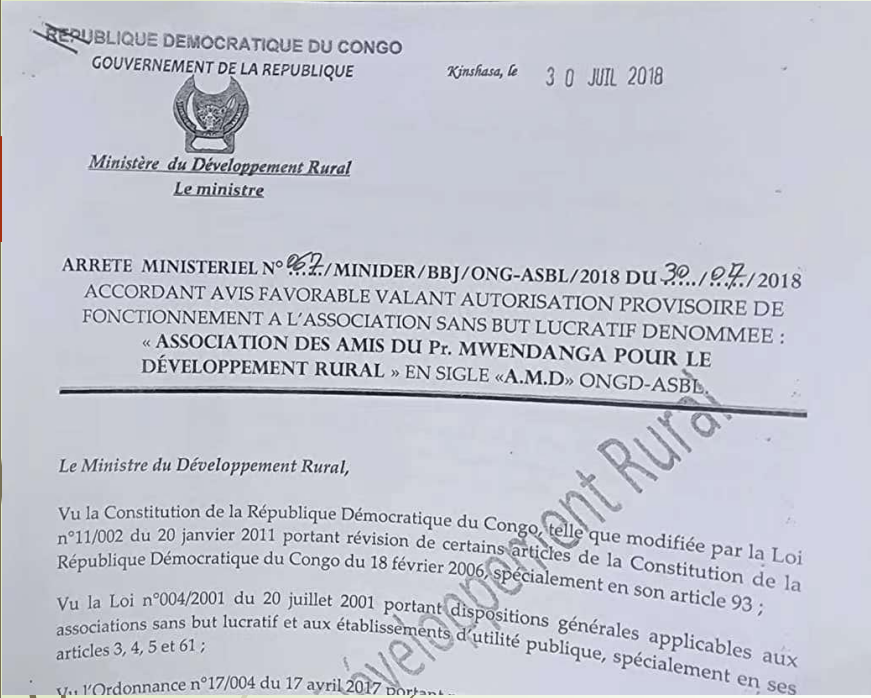 REPUBLIQUE DEMOCRATIQUE DU CONGO
GOUVERNEMENT DE LA REPUBLIQUE
Kinshasa, le 30 JUIL 2018
Ministère du Développement Rural
Le ministre
ARRETE MINISTERIEL N° 067/MINIDER/BBJ/ONG-ASBL/2018 DU 30/07/2018
ACCORDANT AVIS FAVORABLE VALANT AUTORISATION PROVISOIRE DE
FONCTIONNEMENT A L'ASSOCIATION SANS BUT LUCRATIF DENOMMEE :
« ASSOCIATION DES AMIS DU Pr. MWENDANGA POUR LE
DÉVELOPPEMENT RURAL » EN SIGLE «A.M.D» ONGD-ASBL.
Le Ministre du Développement Rural,
Vu la Constitution de la République Démocratique du Congo, telle que modifiée par la Loi
n°11/002 du 20 janvier 2011 portant révision de certains articles de la Constitution de la
République Démocratique du Congo du 18 février 2006, spécialement en son article 93 ;
Vu la Loi n°004/2001 du 20 juillet 2001 portant dispositions générales applicables aux
associations sans but lucratif et aux établissements d'utilité publique, spécialement en ses
articles 3, 4, 5 et 61 ;
Vu l'Ordonnance n°17/004 du 17 avril 2017 portant
éveloppement Rural